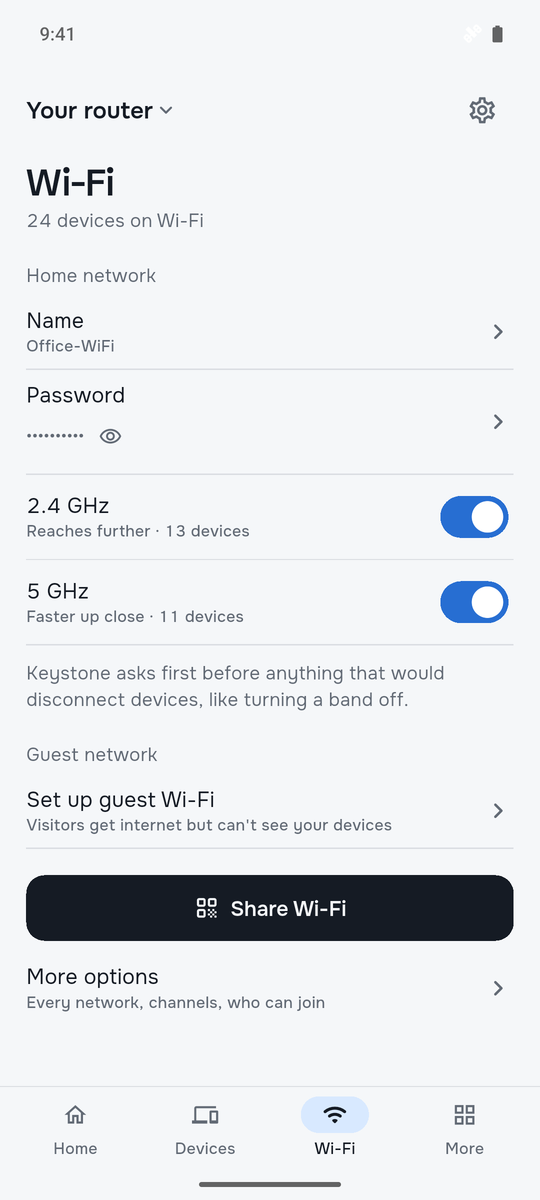 9:41
Your router
Wi-Fi
24 devices on Wi-Fi
Home network
Name
Office-WiFi
Password
••••••••••
2.4 GHz
Reaches further · 13 devices
5 GHz
Faster up close · 11 devices
Keystone asks first before anything that would
disconnect devices, like turning a band off.
Guest network
Set up guest Wi-Fi
Visitors get internet but can't see your devices
Share Wi-Fi
More options
Every network, channels, who can join
Home
Devices
Wi-Fi
More